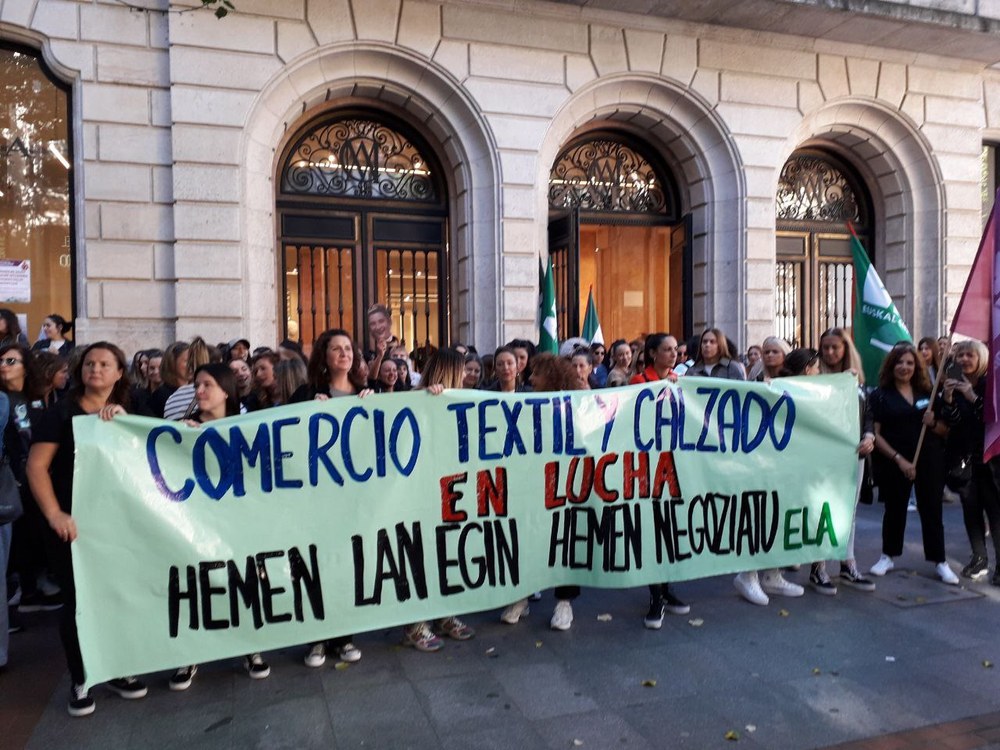 COMERCIO TEXTIL Y CALZADO
EN LUCHA
HEMEN LAN EGIN HEMEN NEGOZIATU ELA